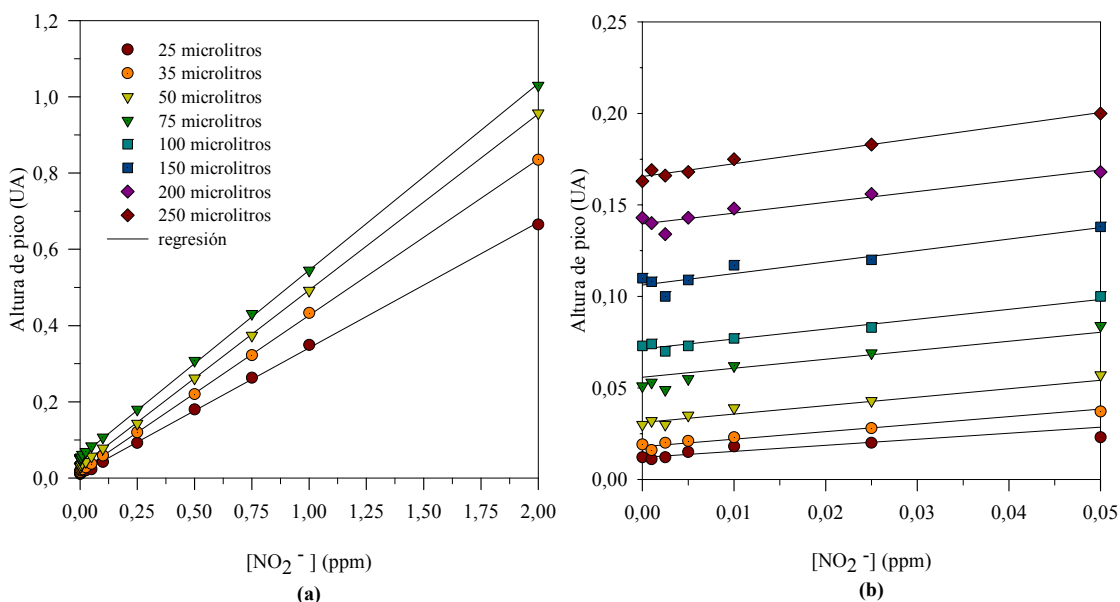 1,2
1,0
0,8
0,6
0,4
0,2
0,0
Altura de pico (UA)
25 microlitros
35 microlitros
50 microlitros
75 microlitros
100 microlitros
150 microlitros
200 microlitros
250 microlitros
regresión
0,00 0,25 0,50 0,75 1,00 1,25 1,50 1,75 2,00
[NO2 - ] (ppm)
(a)
0,25
0,20
0,15
0,10
0,05
0,00
Altura de pico (UA)
0,00 0,01 0,02 0,03 0,04 0,05
[NO2 -] (ppm)
(b)